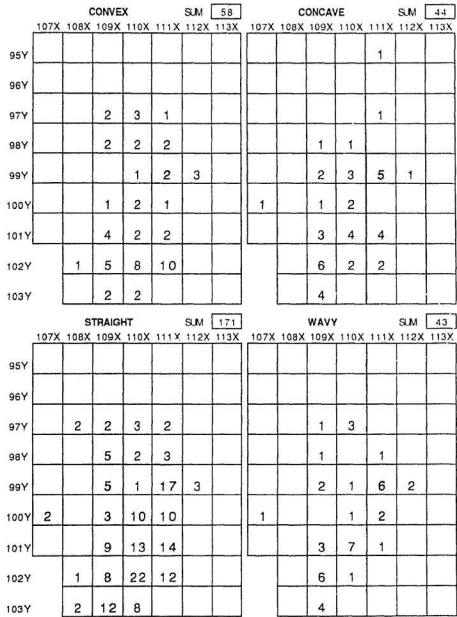 CONVEX SUM 58
107X 108X 109X 110X 111X 112X 113X
95Y
96Y
97Y 2 3 1
98Y 2 2 2
99Y 1 2 3
100Y 1 2 1
101Y 4 2 2
102Y 1 5 8 10
103Y 2 2
CONCAVE SUM 44
107X 108X 109X 110X 111X 112X 113X
1
1
1 1
2 3 5 1
1 1 2
3 4 4
6 2 2
4
STRAIGHT SUM 171
107X 108X 109X 110X 111X 112X 113X
95Y
96Y
97Y 2 2 3 2
98Y 5 2 3
99Y 5 1 17 3
100Y 2 3 10 10
101Y 9 13 14
102Y 1 8 22 12
103Y 2 12 8
WAVY SUM 43
107X 108X 109X 110X 111X 112X 113X
1 3
1 1
2 1 6 2
1 1 2
3 7 1
6 1
4